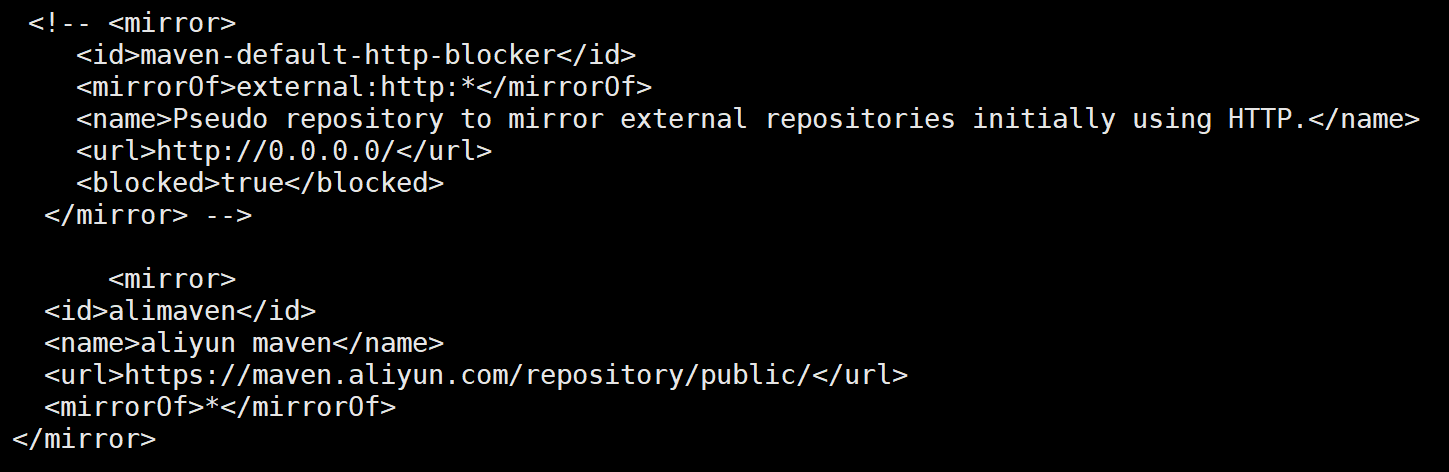 <!-- <mirror>
<id>maven-default-http-blocker</id>
<mirrorOf>external:http:*</mirrorOf>
<name>Pseudo repository to mirror external repositories initially using HTTP.</name>
<url>http://0.0.0.0/</url>
<blocked>true</blocked>
</mirror> -->
<mirror>
<id>alimaven</id>
<name>aliyun maven</name>
<url>https://maven.aliyun.com/repository/public/</url>
<mirrorOf>*</mirrorOf>
</mirror>